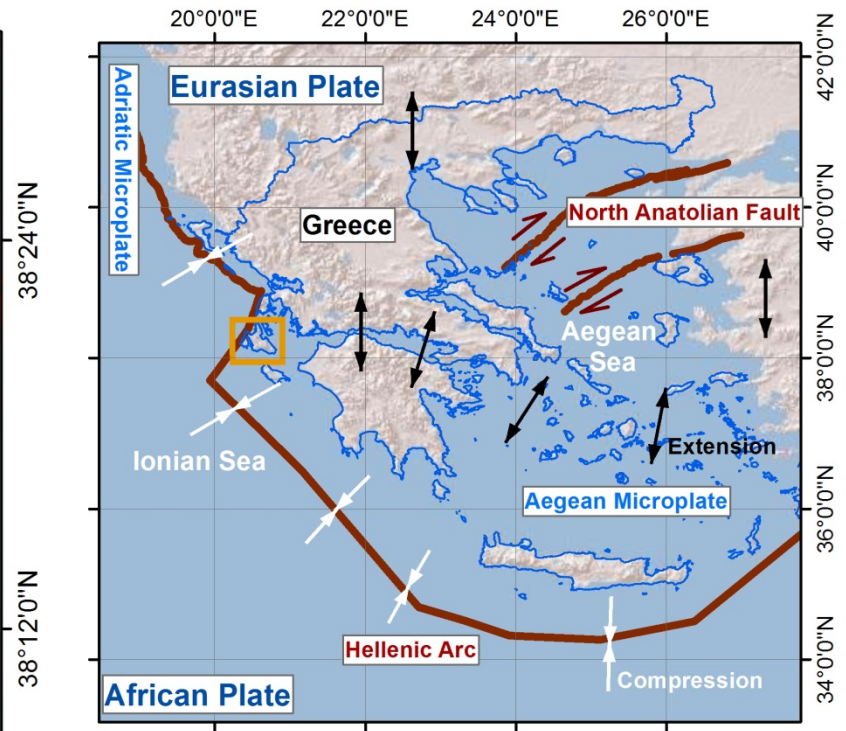 20°0'0"E
22°0'0"E
24°0'0"E
26°0'0"E
42°0'0"N
Adriatic Microplate
Eurasian Plate
40°0'0"N
38°24'0"N
Greece
North Anatolian Fault
Aegean
Sea
38°0'0"N
Ionian Sea
Extension
Aegean Microplate
36°0'0"N
38°12'0"N
Hellenic Arc
34°0'0"N
Compression
African Plate